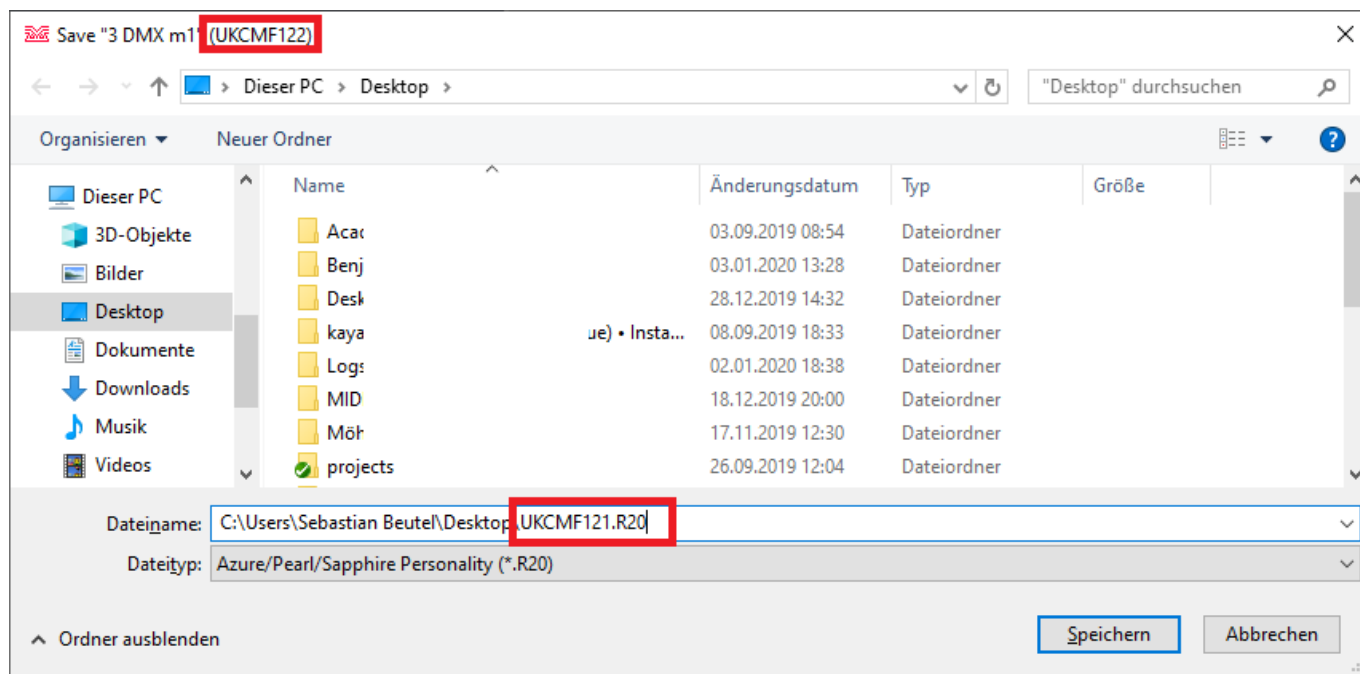 Save "3 DMX m1" (UKCMF122)
Dieser PC > Desktop >
"Desktop" durchsuchen
Organisieren
Neuer Ordner
Name
Änderungsdatum
Typ
Größe
Dieser PC
3D-Objekte
Bilder
Desktop
Dokumente
Downloads
Musik
Videos
Acac
03.09.2019 08:54
Dateiordner
Benj
03.01.2020 13:28
Dateiordner
Desk
28.12.2019 14:32
Dateiordner
kaya
ue) • Insta...
08.09.2019 18:33
Dateiordner
Logs
02.01.2020 18:38
Dateiordner
MID
18.12.2019 20:00
Dateiordner
Möh
17.11.2019 12:30
Dateiordner
projects
26.09.2019 12:04
Dateiordner
Dateiname: C:\Users\Sebastian Beutel\Desktop\UKCMF121.R20
Dateityp: Azure/Pearl/Sapphire Personality (*.R20)
Ordner ausblenden
Speichern
Abbrechen